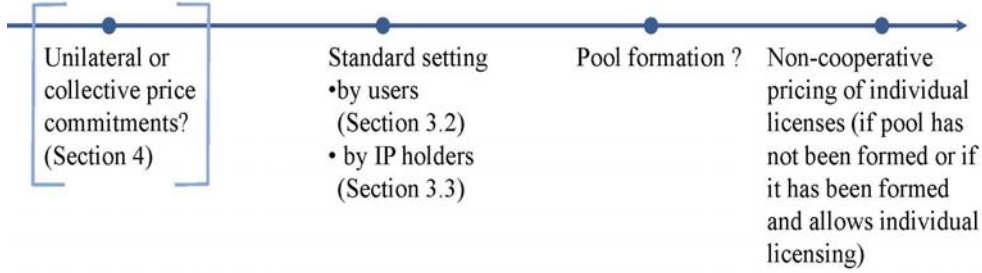 Unilateral or
collective price
commitments?
(Section 4)
Standard setting
•by users
(Section 3.2)
• by IP holders
(Section 3.3)
Pool formation ?
Non-cooperative
pricing of individual
licenses (if pool has
not been formed or if
it has been formed
and allows individual
licensing)